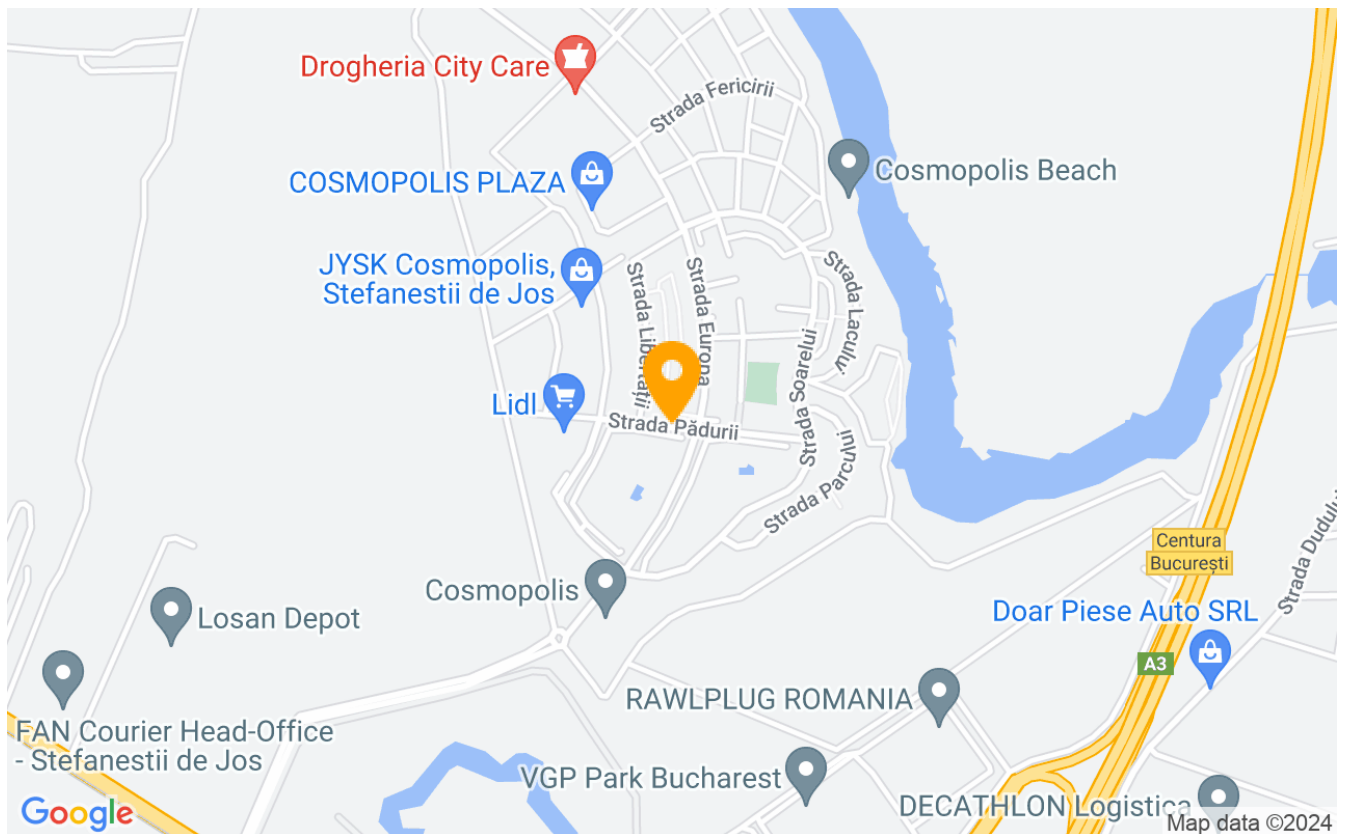 Drogheria City Care
Strada Fericirii
COSMOPOLIS PLAZA
Cosmopolis Beach
JYSK Cosmopolis,
Stefanestii de Jos
Strada Libertății
Strada Europa
Strada Lacului
Strada Soarelui
Lidl
Strada Pădurii
Strada Parcului
Centura
București
Strada Dudului
Cosmopolis
Losan Depot
Doar Piese Auto SRL
A3
RAWLPLUG ROMANIA
FAN Courier Head-Office
- Stefanestii de Jos
VGP Park Bucharest
DECATHLON Logistica
Google
Map data ©2024